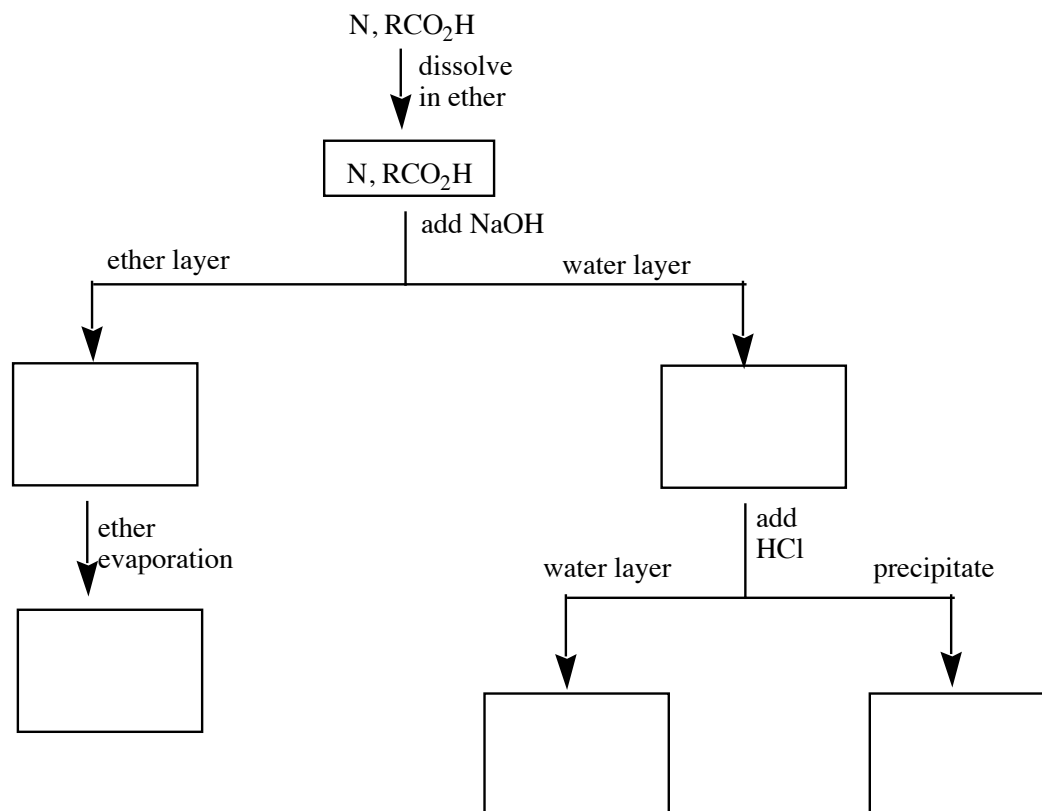 N, RCO₂H
dissolve
in ether
N, RCO₂H
add NaOH
ether layer
water layer
ether
evaporation
add
HCl
water layer
precipitate